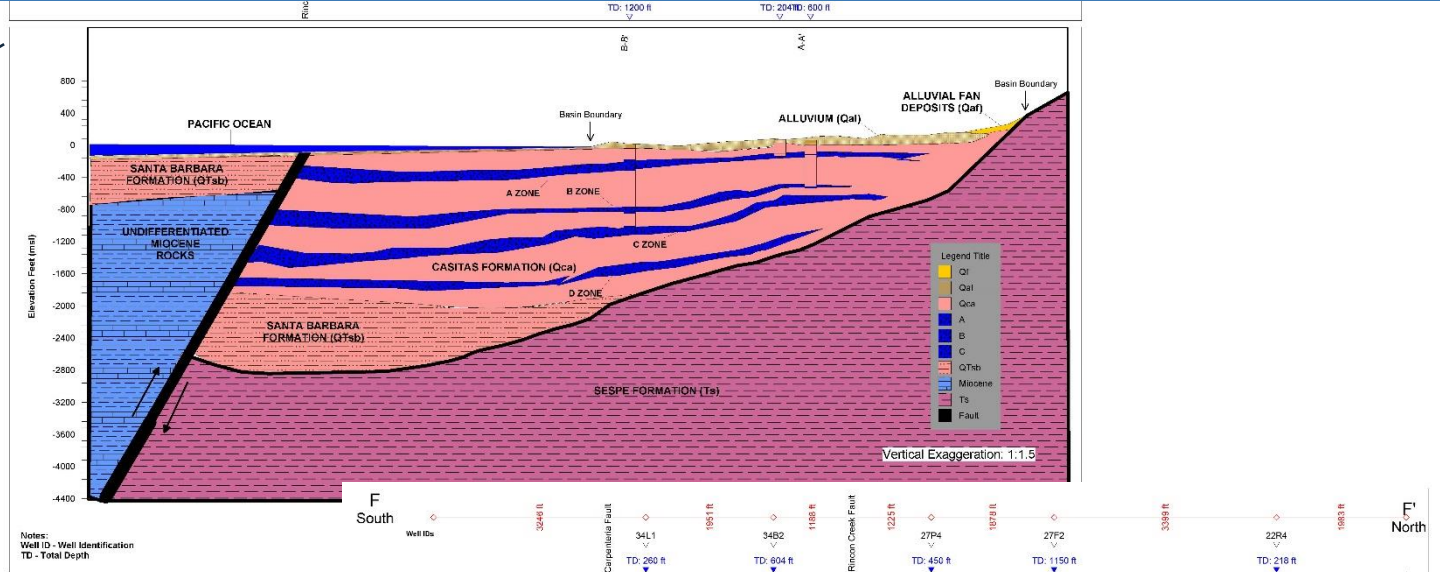 Rinc
TD: 1200 ft
TD: 204 ft
TD: 600 ft
B-B'
A-A'
800
400
0
-400
-800
-1200
-1600
-2000
-2400
-2800
-3200
-3600
-4000
-4400
Elevation Feet (msl)
PACIFIC OCEAN
Basin Boundary
ALLUVIUM (Qal)
ALLUVIAL FAN
DEPOSITS (Qaf)
Basin Boundary
SANTA BARBARA
FORMATION (QTsb)
UNDIFFERENTIATED
MIOCENE
ROCKS
A ZONE
B ZONE
C ZONE
CASITAS FORMATION (Qca)
D ZONE
SANTA BARBARA
FORMATION (QTsb)
SESPE FORMATION (Ts)
Legend Title
Qf
Qal
Qca
A
B
C
QTsb
Miocene
Ts
Fault
Vertical Exaggeration: 1:1.5
Notes:
Well ID - Well Identification
TD - Total Depth
F
South
Well IDs
3246 ft
Carpenteria Fault
34L1
TD: 260 ft
1951 ft
34B2
TD: 604 ft
1188 ft
Rincon Creek Fault
1225 ft
27P4
TD: 450 ft
1878 ft
27F2
TD: 1150 ft
3399 ft
22R4
TD: 218 ft
1983 ft
F'
North